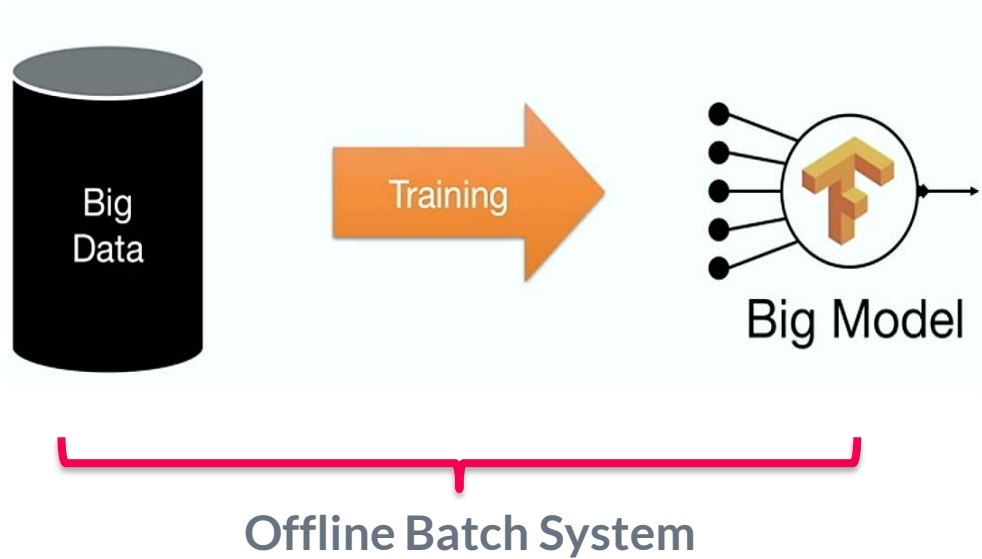 Big
Data
Training
Big Model
Offline Batch System